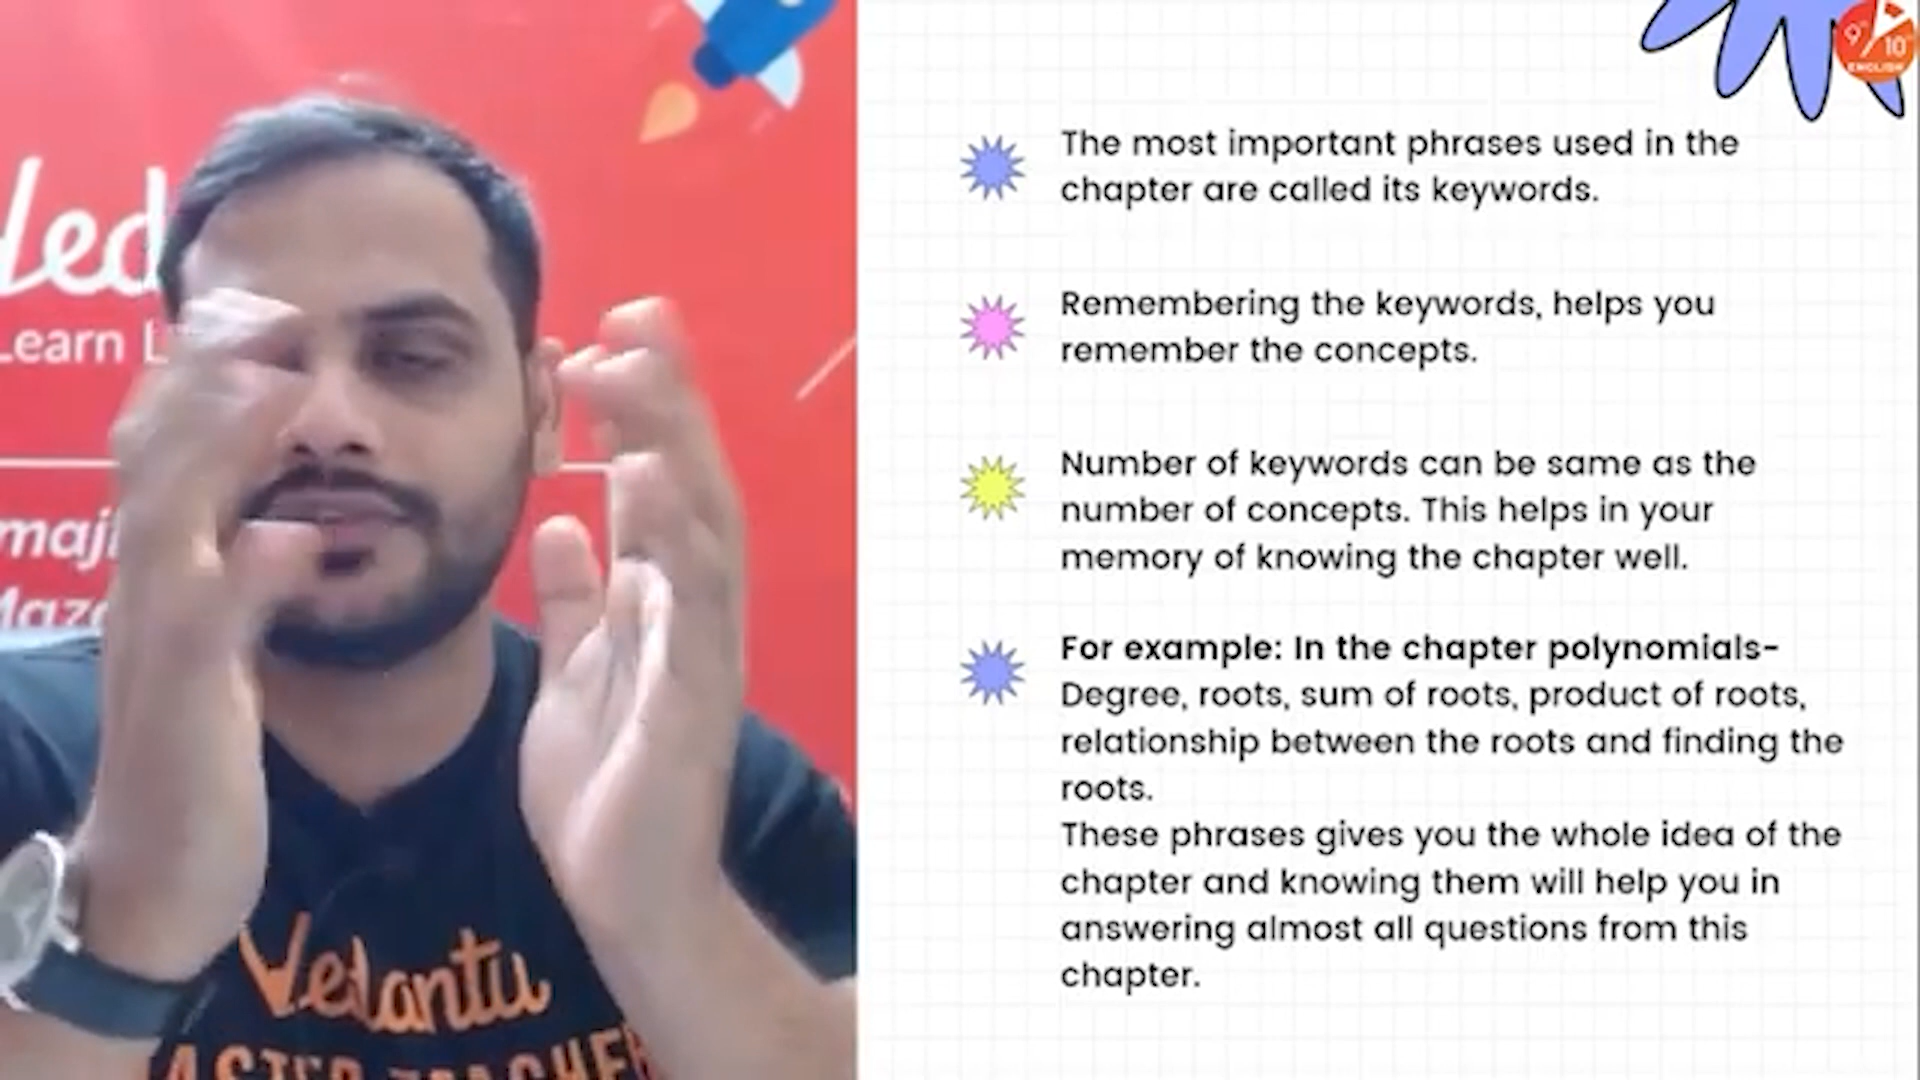 Learn L
Vedantu
The most important phrases used in the
chapter are called its keywords.
Remembering the keywords, helps you
remember the concepts.
Number of keywords can be same as the
number of concepts. This helps in your
memory of knowing the chapter well.
For example: In the chapter polynomials-
Degree, roots, sum of roots, product of roots,
relationship between the roots and finding the
roots.
These phrases gives you the whole idea of the
chapter and knowing them will help you in
answering almost all questions from this
chapter.
9 10
ENGLISH